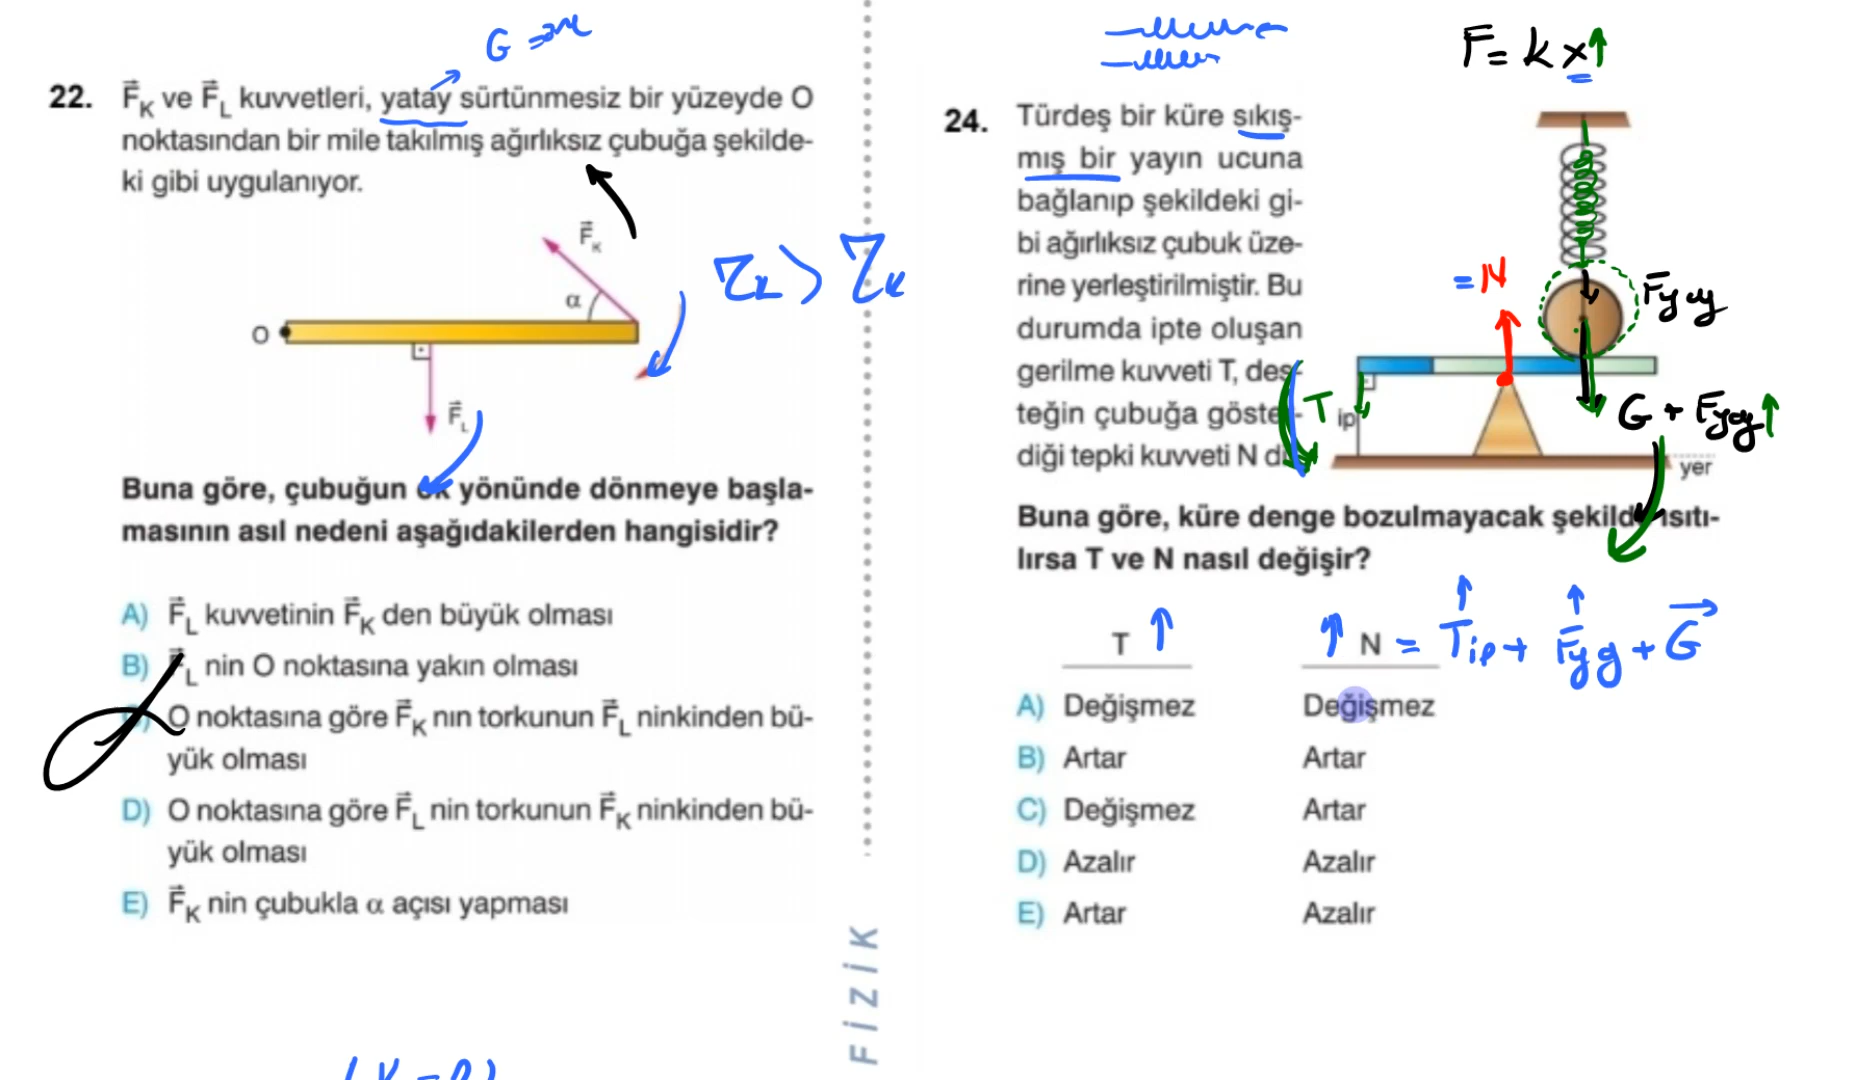 G =
22. F⃗K ve F⃗L kuvvetleri, yatay sürtünmesiz bir yüzeyde O
noktasından bir mile takılmış ağırlıksız çubuğa şekilde-
ki gibi uygulanıyor.
F⃗K
α
O
F⃗L
Buna göre, çubuğun ok yönünde dönmeye başla-
masının asıl nedeni aşağıdakilerden hangisidir?
A) F⃗L kuvvetinin F⃗K den büyük olması
B) F⃗L nin O noktasına yakın olması
C) O noktasına göre F⃗K nın torkunun F⃗L ninkinden bü-
yük olması
D) O noktasına göre F⃗L nin torkunun F⃗K ninkinden bü-
yük olması
E) F⃗K nin çubukla α açısı yapması
FİZİK
F = k x ↑
24. Türdeş bir küre sıkış-
mış bir yayın ucuna
bağlanıp şekildeki gi-
bi ağırlıksız çubuk üze-
rine yerleştirilmiştir. Bu
durumda ipte oluşan
gerilme kuvveti T, des-
teğin çubuğa göster-
diği tepki kuvveti N dir.
= N
Fyay
T
ip
G + Fyay ↑
yer
Buna göre, küre denge bozulmayacak şekilde ısıtı-
lırsa T ve N nasıl değişir?
T ↑ ↑ N = Tip + Fyay + G⃗
A) Değişmez Değişmez
B) Artar Artar
C) Değişmez Artar
D) Azalır Azalır
E) Artar Azalır